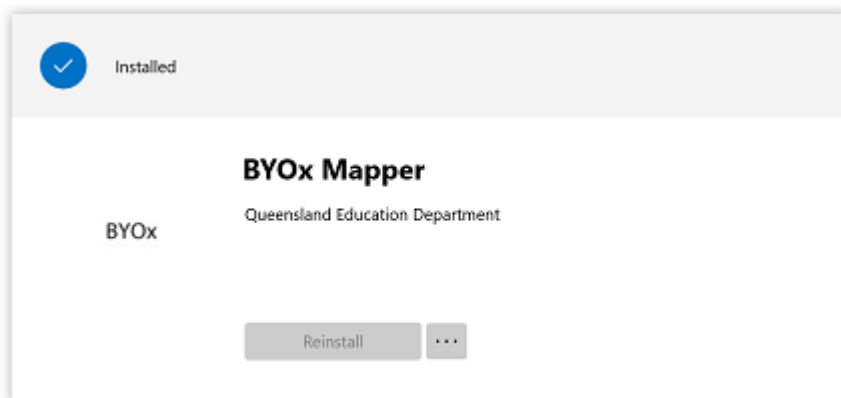 Installed
BYOx Mapper
Queensland Education Department
BYOx
Reinstall
...